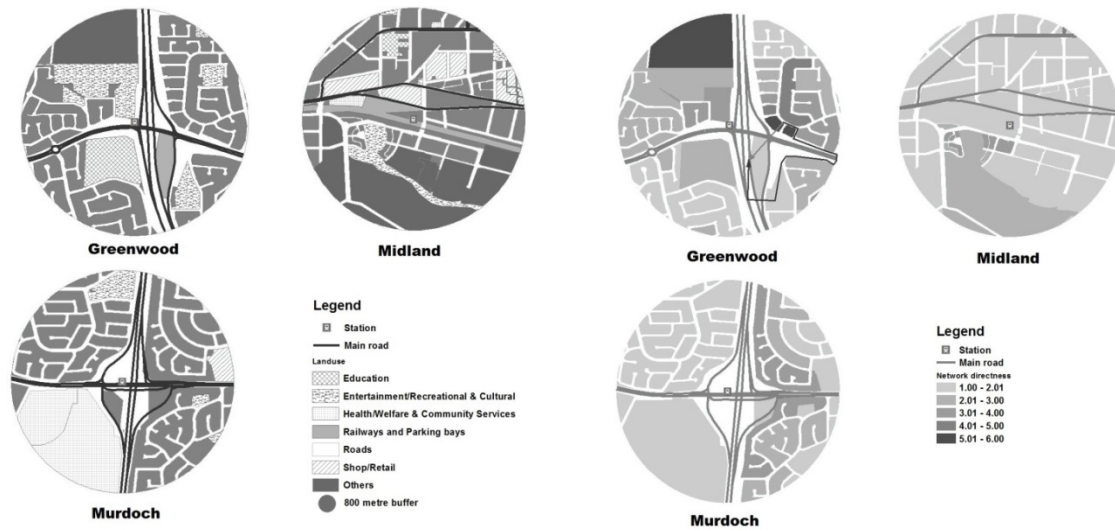 Greenwood
Midland
Murdoch
Legend
Station
Main road
Landuse
Education
Entertainment/Recreational & Cultural
Health/Welfare & Community Services
Railways and Parking bays
Roads
Shop/Retail
Others
800 metre buffer
Greenwood
Midland
Murdoch
Legend
Station
Main road
Network directness
1.00 - 2.01
2.01 - 3.00
3.01 - 4.00
4.01 - 5.00
5.01 - 6.00